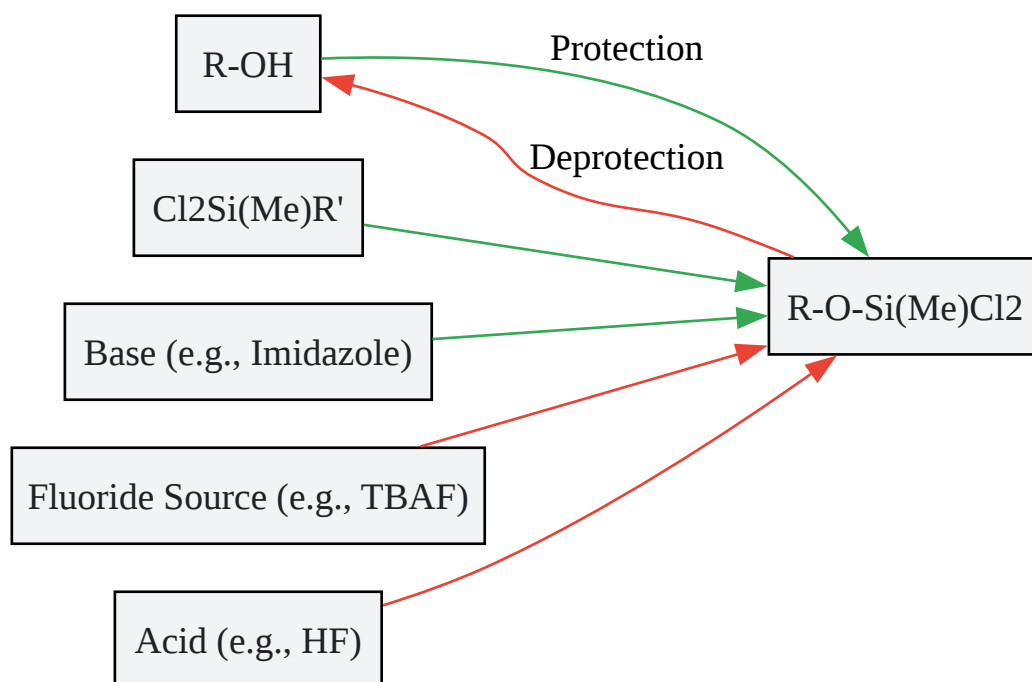 R-OH
Protection
Deprotection
Cl2Si(Me)R'
R-O-Si(Me)Cl2
Base (e.g., Imidazole)
Fluoride Source (e.g., TBAF)
Acid (e.g., HF)